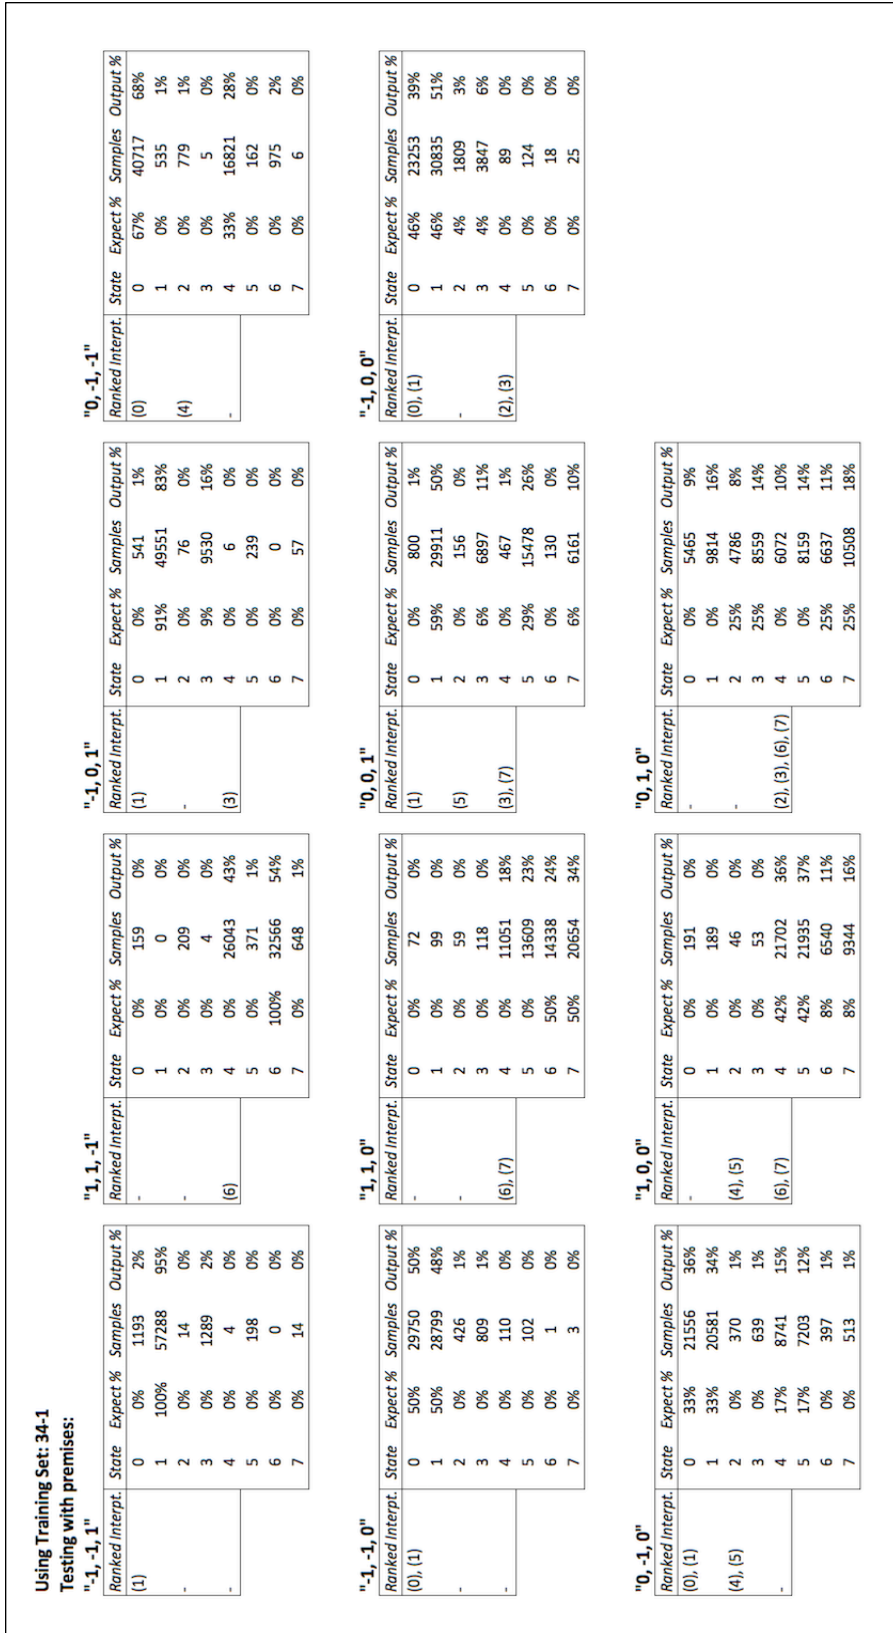 Using Training Set: 34-1
Testing with premises:
"-1, -1, 1"
Ranked Interpt. State Expect % Samples Output %
(1) 0 0% 1193 2%
1 100% 57288 95%
- 2 0% 14 0%
3 0% 1289 2%
- 4 0% 4 0%
5 0% 198 0%
6 0% 0 0%
7 0% 14 0%
"1, 1, -1"
Ranked Interpt. State Expect % Samples Output %
- 0 0% 159 0%
1 0% 0 0%
- 2 0% 209 0%
3 0% 4 0%
(6) 4 0% 26043 43%
5 0% 371 1%
6 100% 32566 54%
7 0% 648 1%
"-1, 0, 1"
Ranked Interpt. State Expect % Samples Output %
(1) 0 0% 541 1%
1 91% 49551 83%
- 2 0% 76 0%
3 9% 9530 16%
(3) 4 0% 6 0%
5 0% 239 0%
6 0% 0 0%
7 0% 57 0%
"0, -1, -1"
Ranked Interpt. State Expect % Samples Output %
(0) 0 67% 40717 68%
1 0% 535 1%
(4) 2 0% 779 1%
3 0% 5 0%
- 4 33% 16821 28%
5 0% 162 0%
6 0% 975 2%
7 0% 6 0%
"-1, -1, 0"
Ranked Interpt. State Expect % Samples Output %
(0), (1) 0 50% 29750 50%
1 50% 28799 48%
- 2 0% 426 1%
3 0% 809 1%
- 4 0% 110 0%
5 0% 102 0%
6 0% 1 0%
7 0% 3 0%
"1, 1, 0"
Ranked Interpt. State Expect % Samples Output %
- 0 0% 72 0%
1 0% 99 0%
- 2 0% 59 0%
3 0% 118 0%
(6), (7) 4 0% 11051 18%
5 0% 13609 23%
6 50% 14338 24%
7 50% 20654 34%
"0, 0, 1"
Ranked Interpt. State Expect % Samples Output %
(1) 0 0% 800 1%
1 59% 29911 50%
(5) 2 0% 156 0%
3 6% 6897 11%
(3), (7) 4 0% 467 1%
5 29% 15478 26%
6 0% 130 0%
7 6% 6161 10%
"-1, 0, 0"
Ranked Interpt. State Expect % Samples Output %
(0), (1) 0 46% 23253 39%
1 46% 30835 51%
- 2 4% 1809 3%
3 4% 3847 6%
(2), (3) 4 0% 89 0%
5 0% 124 0%
6 0% 18 0%
7 0% 25 0%
"0, -1, 0"
Ranked Interpt. State Expect % Samples Output %
(0), (1) 0 33% 21556 36%
1 33% 20581 34%
(4), (5) 2 0% 370 1%
3 0% 639 1%
- 4 17% 8741 15%
5 17% 7203 12%
6 0% 397 1%
7 0% 513 1%
"1, 0, 0"
Ranked Interpt. State Expect % Samples Output %
- 0 0% 191 0%
1 0% 189 0%
(4), (5) 2 0% 46 0%
3 0% 53 0%
(6), (7) 4 42% 21702 36%
5 42% 21935 37%
6 8% 6540 11%
7 8% 9344 16%
"0, 1, 0"
Ranked Interpt. State Expect % Samples Output %
- 0 0% 5465 9%
1 0% 9814 16%
- 2 25% 4786 8%
3 25% 8559 14%
(2), (3), (6), (7) 4 0% 6072 10%
5 0% 8159 14%
6 25% 6637 11%
7 25% 10508 18%